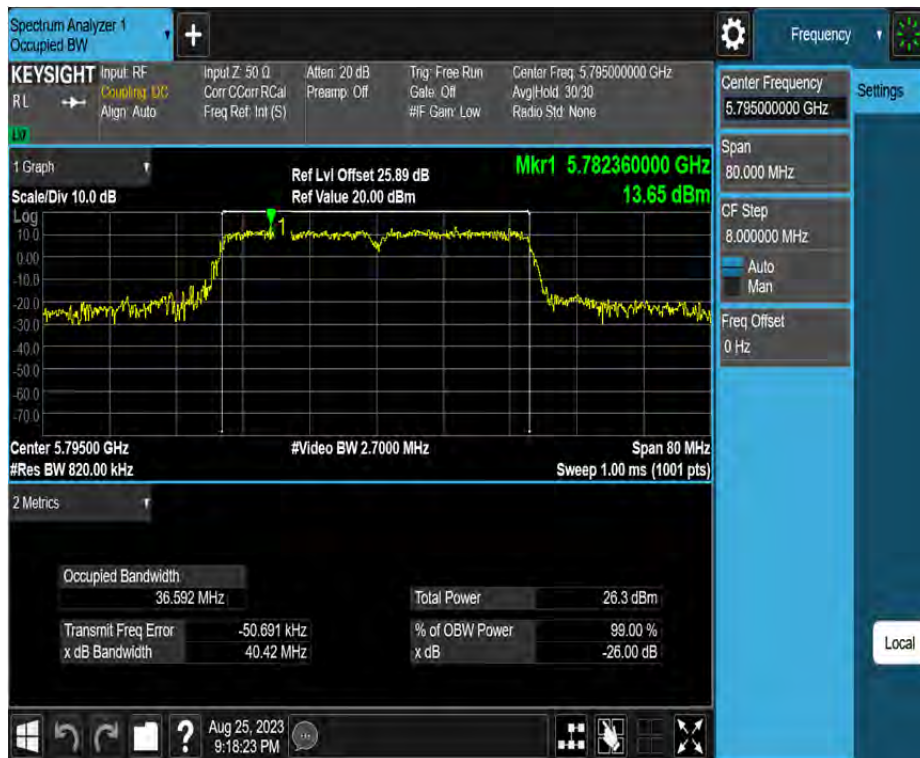 Spectrum Analyzer 1
Occupied BW
Frequency
KEYSIGHT
RL
Input: RF
Coupling: DC
Align: Auto
Input Z: 50 Ω
Corr CCorr RCal
Freq Ref: Int (S)
Atten: 20 dB
Preamp: Off
Trig: Free Run
Gate: Off
#IF Gain: Low
Center Freq: 5.795000000 GHz
Avg|Hold: 30/30
Radio Std: None
Center Frequency
5.795000000 GHz
Settings
Span
80.000 MHz
CF Step
8.000000 MHz
Auto
Man
Freq Offset
0 Hz
Local
1 Graph
Scale/Div 10.0 dB
Ref Lvl Offset 25.89 dB
Ref Value 20.00 dBm
Mkr1 5.782360000 GHz
13.65 dBm
Log
10.0
0.00
-10.0
-20.0
-30.0
-40.0
-50.0
-60.0
-70.0
1
Center 5.79500 GHz
#Res BW 820.00 kHz
#Video BW 2.7000 MHz
Span 80 MHz
Sweep 1.00 ms (1001 pts)
2 Metrics
Occupied Bandwidth
36.592 MHz
Total Power 26.3 dBm
Transmit Freq Error -50.691 kHz
% of OBW Power 99.00 %
x dB Bandwidth 40.42 MHz
x dB -26.00 dB
?
Aug 25, 2023
9:18:23 PM